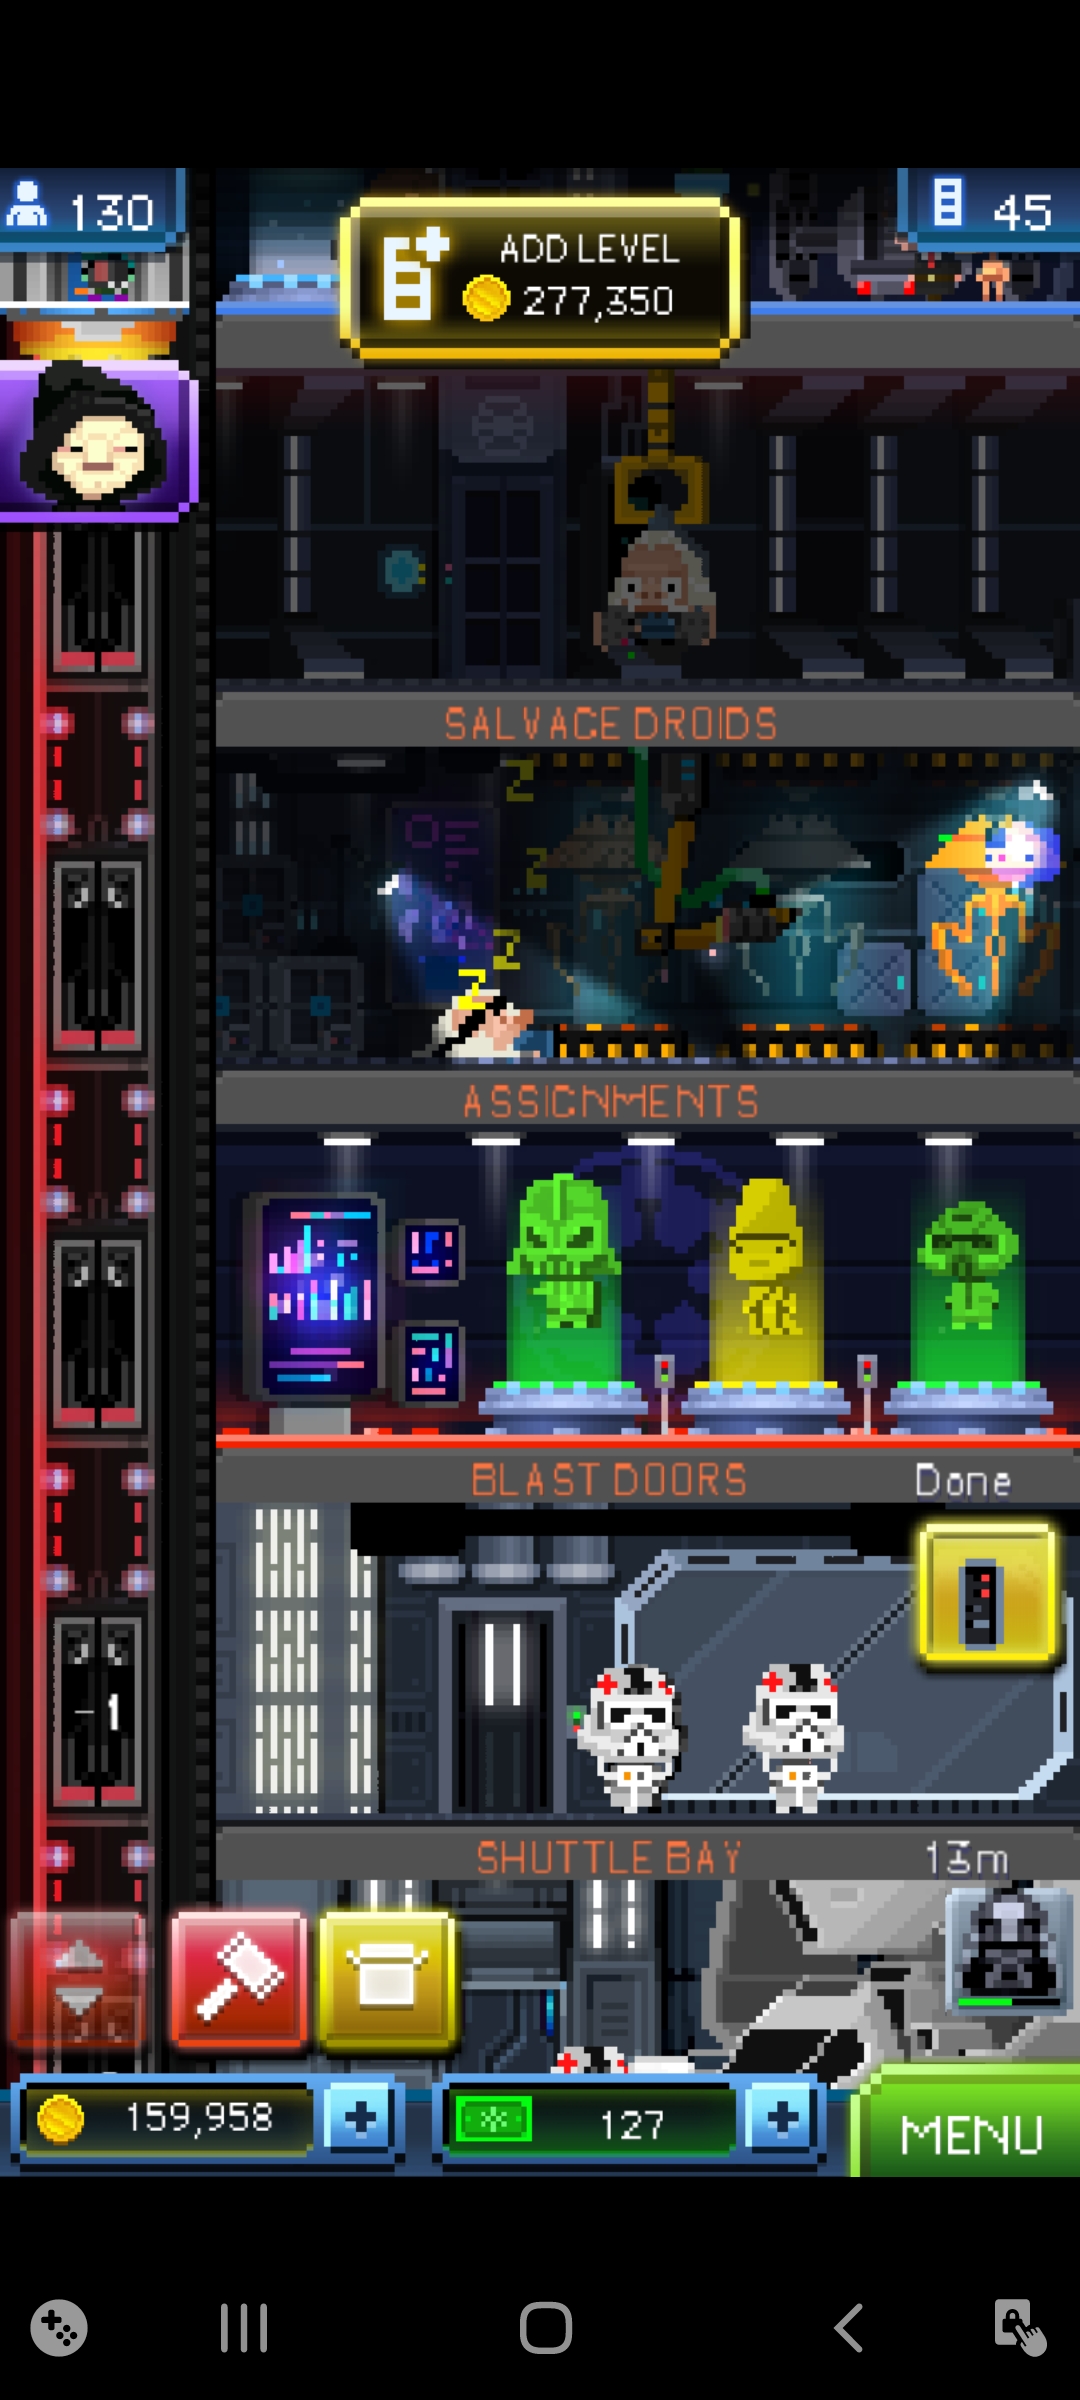 130
45
ADD LEVEL
277,350
SALVAGE DROIDS
Z
Z
Z
Z
ASSIGNMENTS
BLAST DOORS
Done
-1
SHUTTLE BAY
13m
159,958
127
MENU